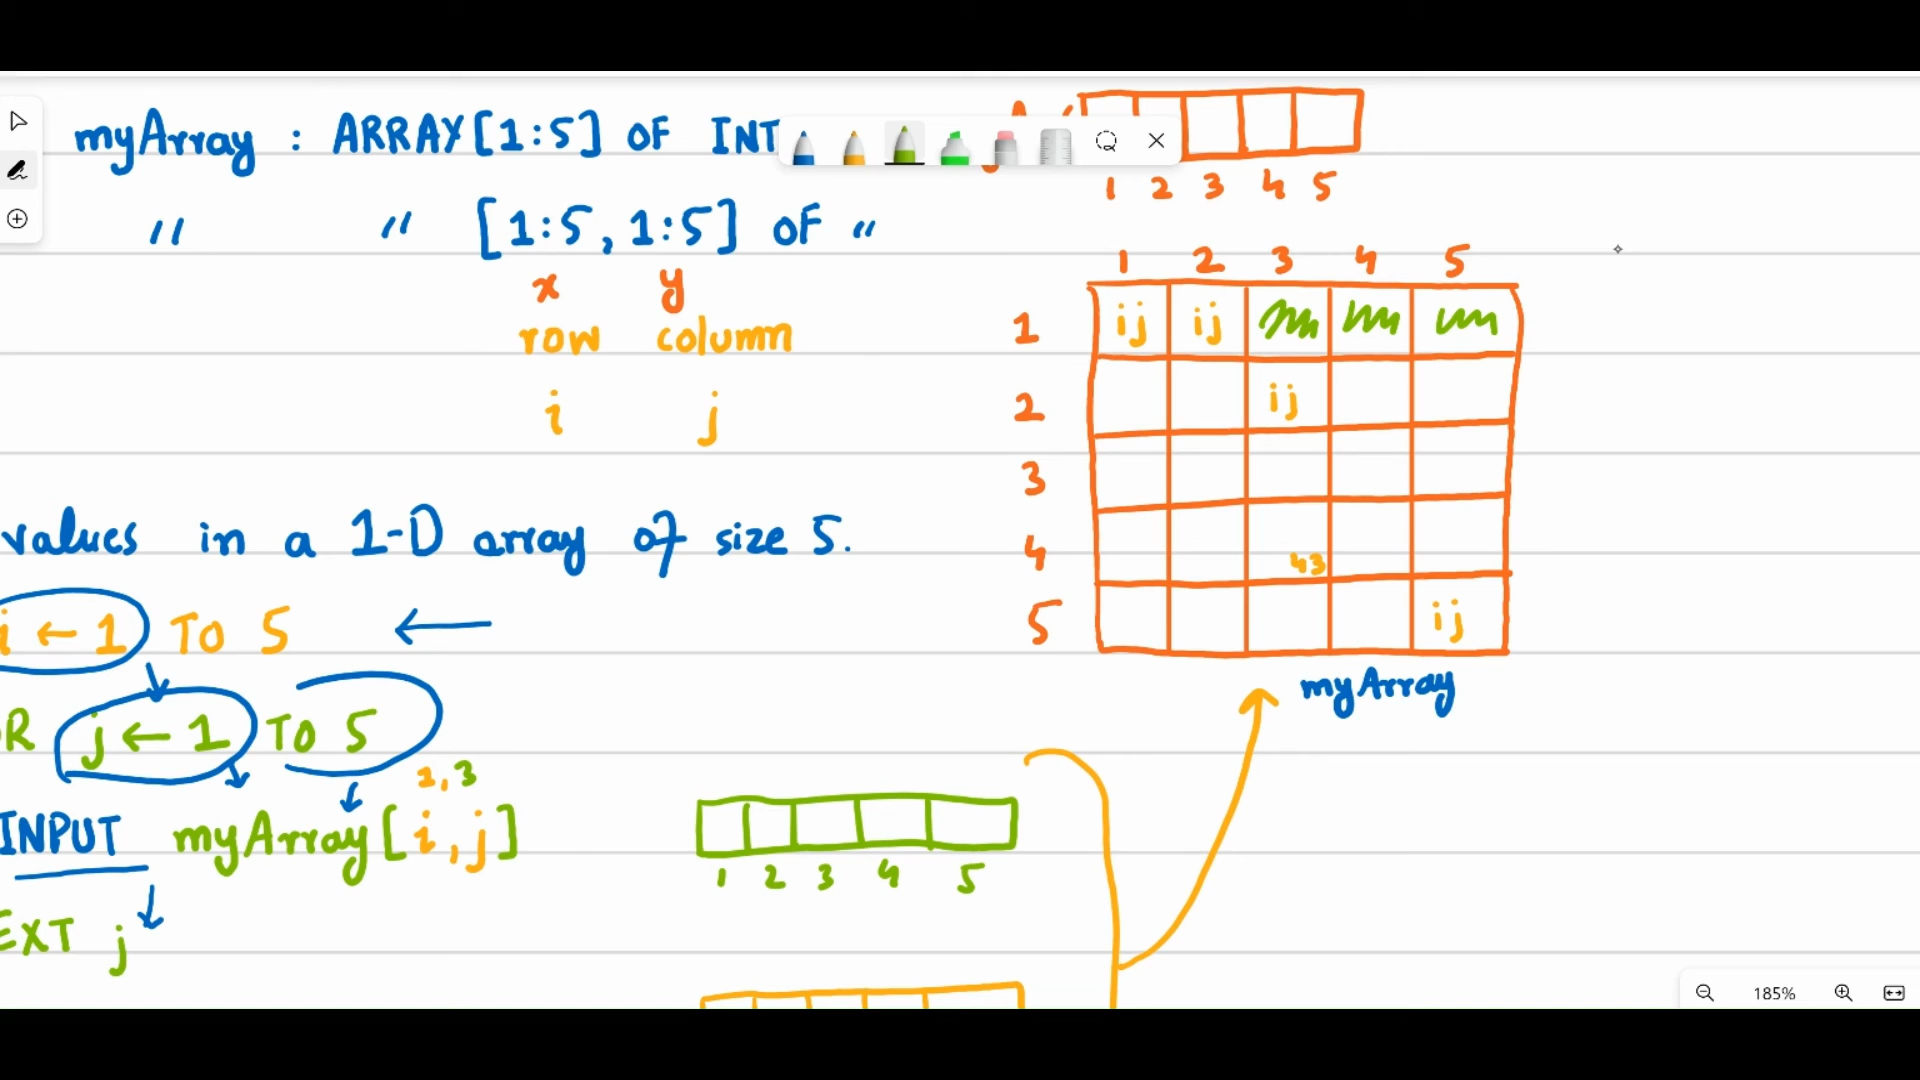 myArray : ARRAY[1:5] OF INT
" " [1:5, 1:5] OF "
x y
row column
i j
values in a 1-D array of size 5.
i ← 1 TO 5 ←
R j ← 1 TO 5
1,3
INPUT myArray[i,j]
EXT j
1 2 3 4 5
1 2 3 4 5
1 ij ij
2 ij
3
4 43
5 ij
myArray
1 2 3 4 5
185%